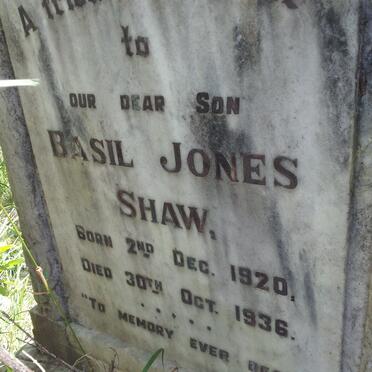 A
to
OUR DEAR SON
BASIL JONES
SHAW,
BORN 2ND DEC. 1920,
DIED 30TH OCT. 1936.
. . . . .
"TO MEMORY EVER